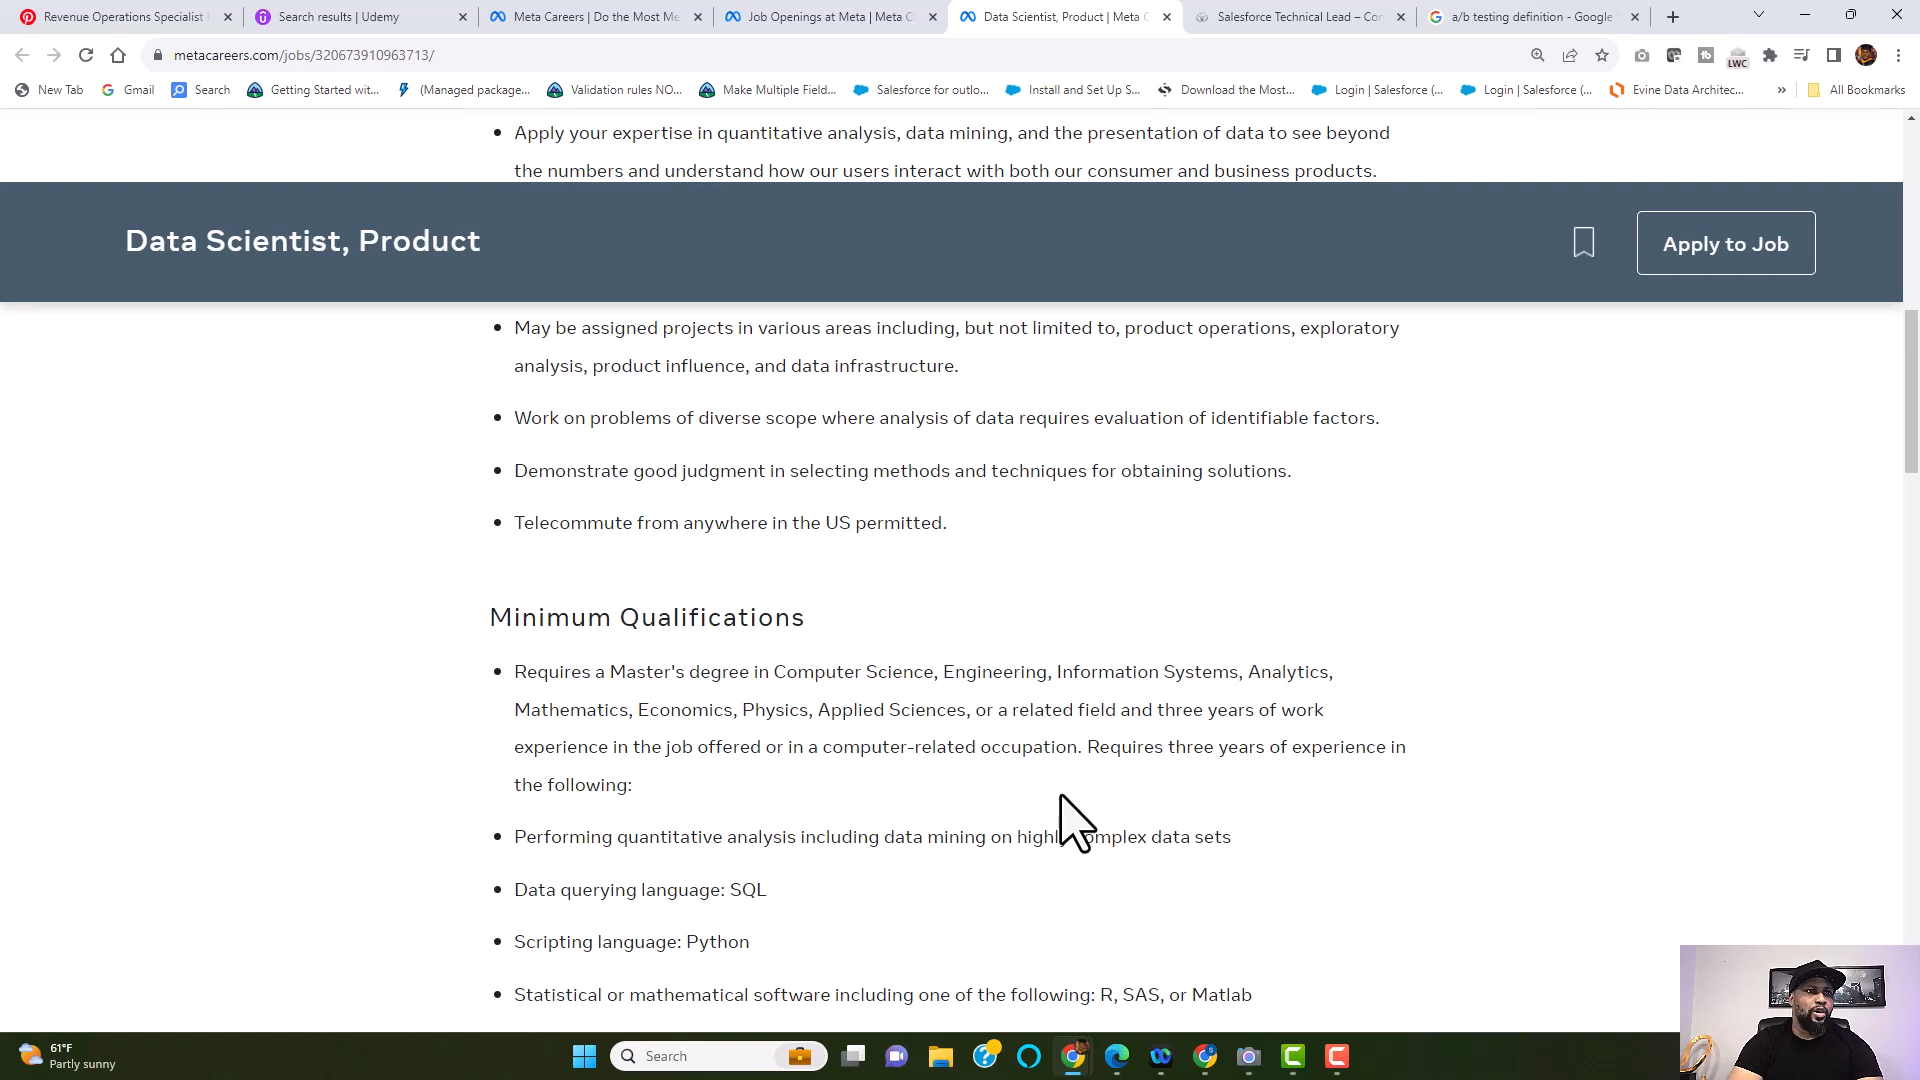 Revenue Operations Specialist
Search results | Udemy
Meta Careers | Do the Most Me
Job Openings at Meta | Meta C
Data Scientist, Product | Meta C
Salesforce Technical Lead – Cor
a/b testing definition - Google
metacareers.com/jobs/320673910963713/
LWC
New Tab
Gmail
Search
Getting Started wit...
(Managed package...
Validation rules NO...
Make Multiple Field...
Salesforce for outlo...
Install and Set Up S...
Download the Most...
Login | Salesforce (...
Login | Salesforce (...
Evine Data Architec...
»
All Bookmarks
• Apply your expertise in quantitative analysis, data mining, and the presentation of data to see beyond
the numbers and understand how our users interact with both our consumer and business products.
Data Scientist, Product
Apply to Job
• May be assigned projects in various areas including, but not limited to, product operations, exploratory
analysis, product influence, and data infrastructure.
• Work on problems of diverse scope where analysis of data requires evaluation of identifiable factors.
• Demonstrate good judgment in selecting methods and techniques for obtaining solutions.
• Telecommute from anywhere in the US permitted.
Minimum Qualifications
• Requires a Master's degree in Computer Science, Engineering, Information Systems, Analytics,
Mathematics, Economics, Physics, Applied Sciences, or a related field and three years of work
experience in the job offered or in a computer-related occupation. Requires three years of experience in
the following:
• Performing quantitative analysis including data mining on highly complex data sets
• Data querying language: SQL
• Scripting language: Python
• Statistical or mathematical software including one of the following: R, SAS, or Matlab
61°F
Partly sunny
Search